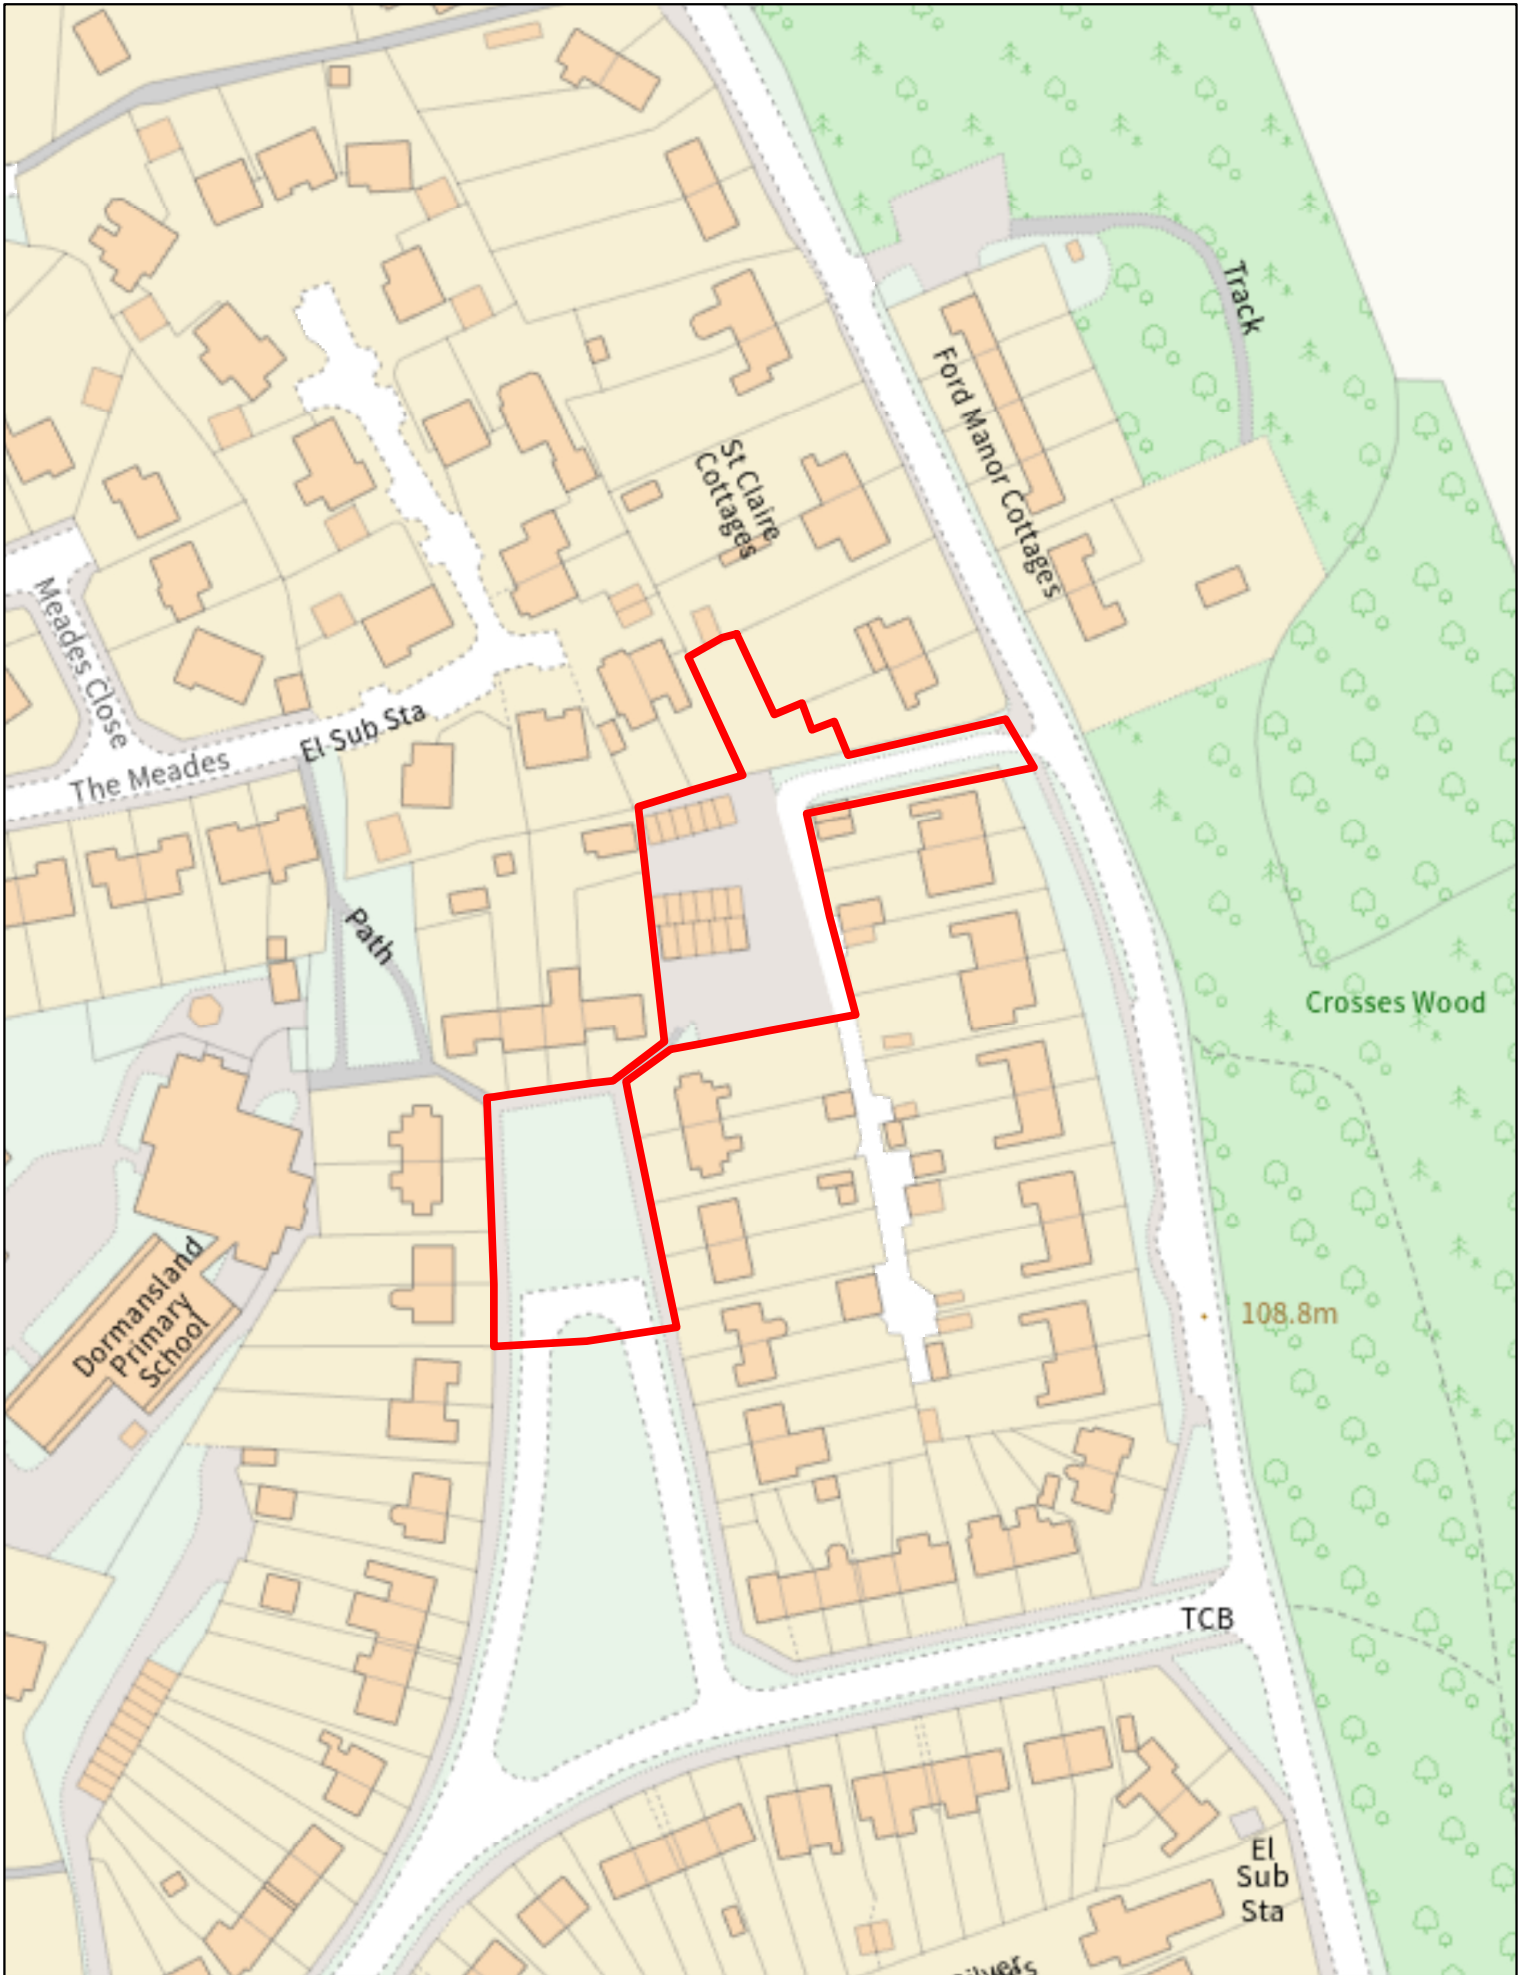 Track
Ford Manor Cottages
St Claire
Cottages
Meades Close
El Sub Sta
The Meades
Path
Crosses Wood
Dormansland
Primary
School
108.8m
TCB
El
Sub
Sta